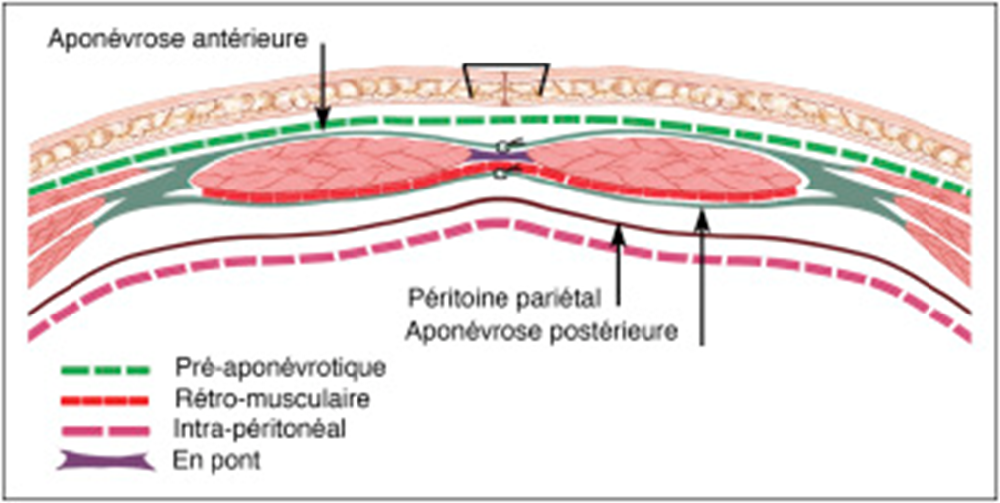 Aponévrose antérieure
Péritoine pariétal
Aponévrose postérieure
Pré-aponévrotique
Rétro-musculaire
Intra-péritonéal
En pont